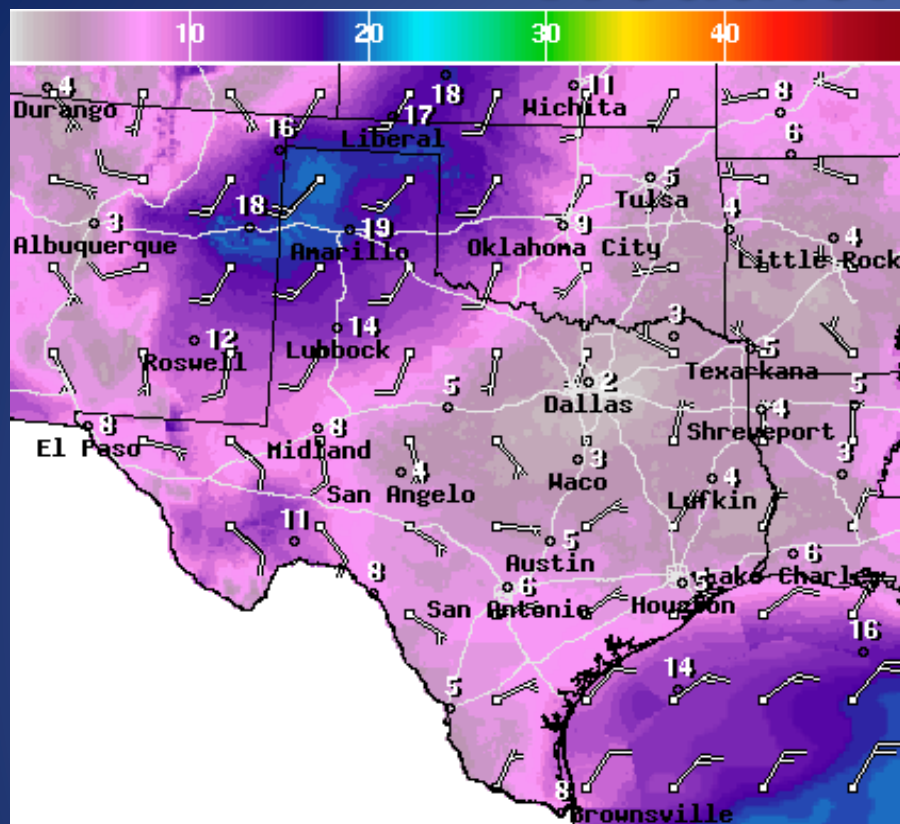 10 20 30 40
4 18 11 8
Durango Wichita
17
16 Liberal 6
5
Tulsa
3 18 19 9 4 4
Albuquerque Amarillo Oklahoma City Little Rock
12 14 3
Roswell Lubbock 5
Texarkana
5 2 5
Dallas 4
8 8 Shreveport
El Paso Midland
4 3 4 3
San Angelo Waco Lufkin
11 5 6
Austin
8 6 5 Lake Charles
San Antonio Houston
16
14
5
8
Brownsville